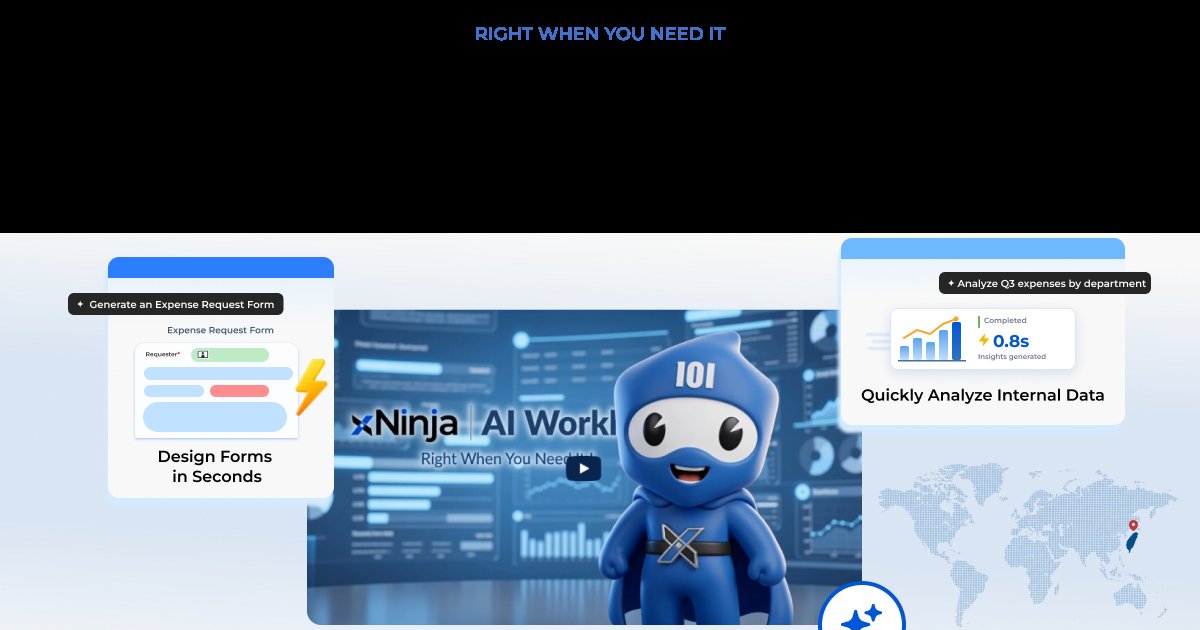 RIGHT WHEN YOU NEED IT
Generate an Expense Request Form
Expense Request Form
Requester*
Design Forms
in Seconds
xNinja | AI Workl
Right When You Need It!
101
Analyze Q3 expenses by department
Completed
0.8s
Insights generated
Quickly Analyze Internal Data